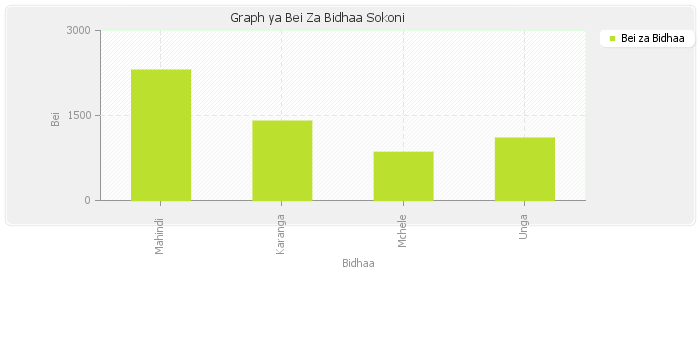 Graph ya Bei Za Bidhaa Sokoni
Bei za Bidhaa
3000
1500
0
Bei
Mahindi
Karanga
Mchele
Unga
Bidhaa